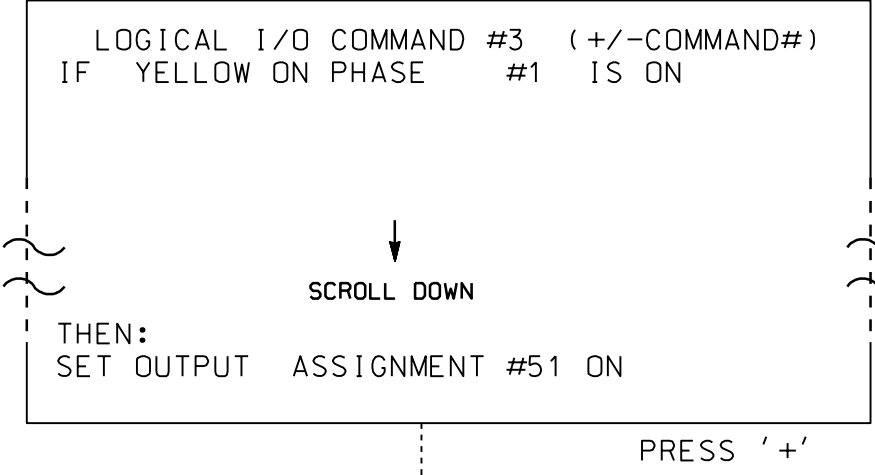 LOGICAL I/O COMMAND #3 (+/-COMMAND#)
IF YELLOW ON PHASE #1 IS ON
SCROLL DOWN
THEN:
SET OUTPUT ASSIGNMENT #51 ON
PRESS '+'